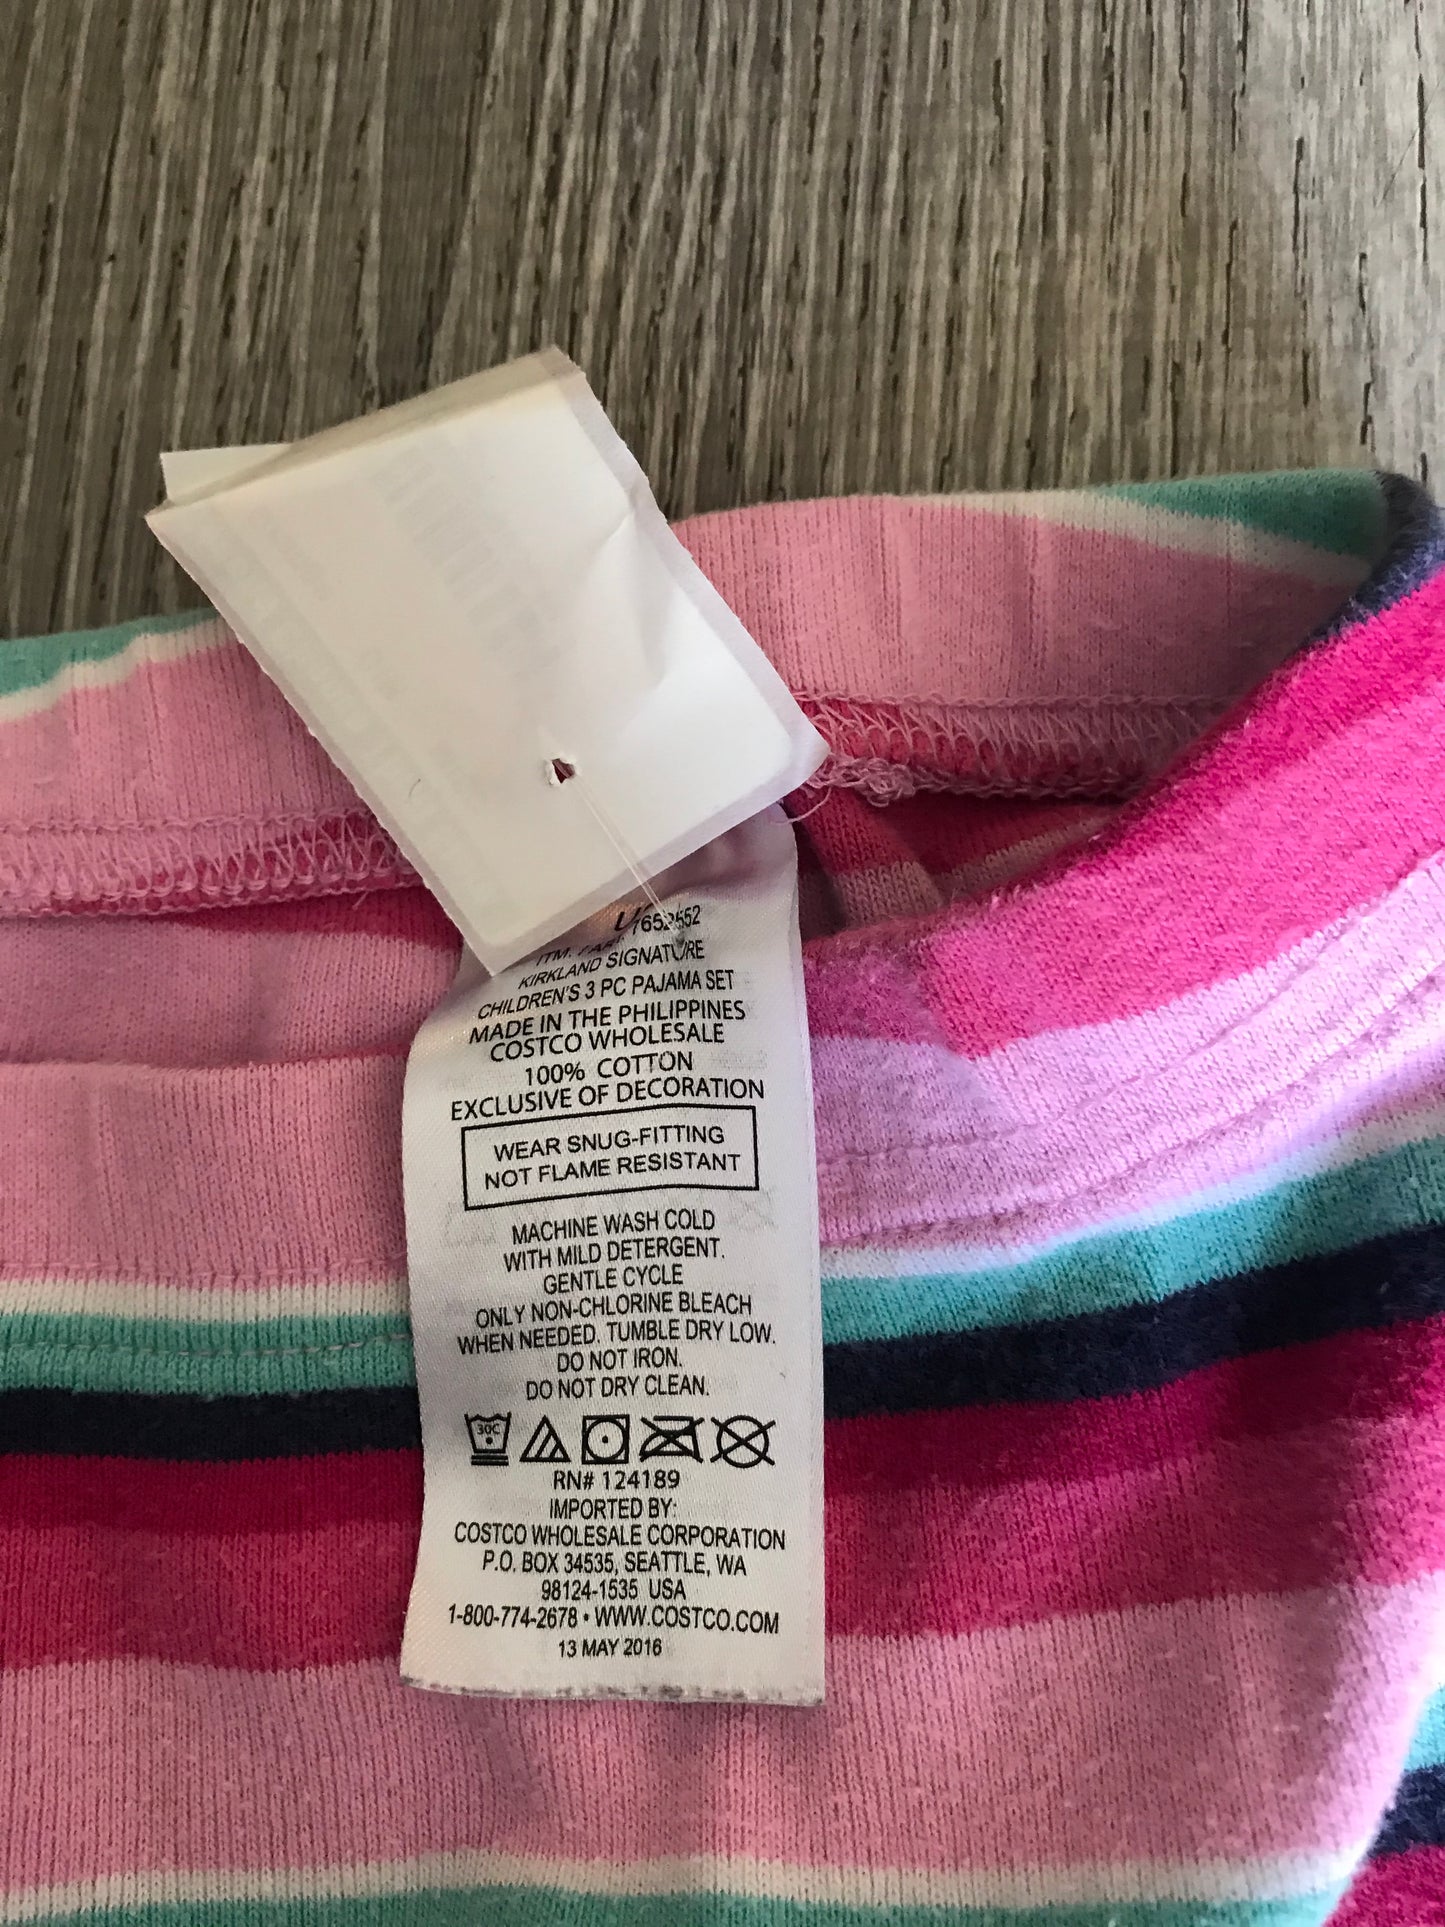 KIRKLAND SIGNATURE
CHILDREN'S 3 PC PAJAMA SET
MADE IN THE PHILIPPINES
COSTCO WHOLESALE
100% COTTON
EXCLUSIVE OF DECORATION
WEAR SNUG-FITTING
NOT FLAME RESISTANT
MACHINE WASH COLD
WITH MILD DETERGENT.
GENTLE CYCLE
ONLY NON-CHLORINE BLEACH
WHEN NEEDED. TUMBLE DRY LOW.
DO NOT IRON.
DO NOT DRY CLEAN.
30C
RN# 124189
IMPORTED BY:
COSTCO WHOLESALE CORPORATION
P.O. BOX 34535, SEATTLE, WA
98124-1535 USA
1-800-774-2678 • WWW.COSTCO.COM
13 MAY 2016